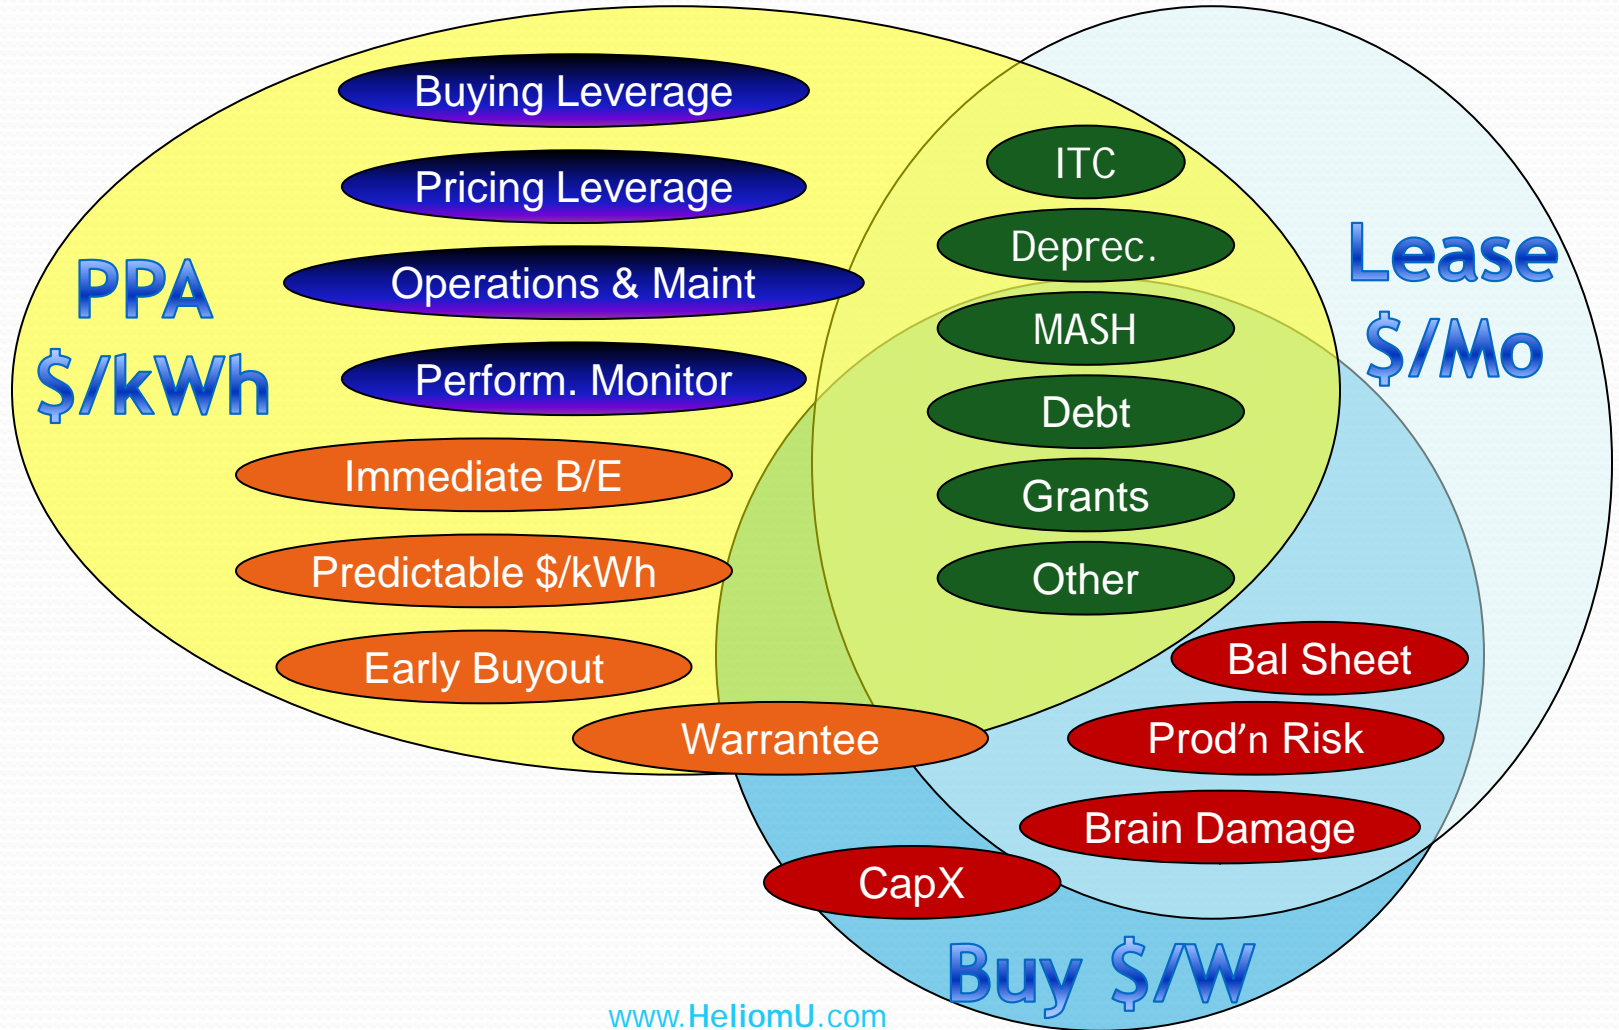 Buying Leverage
Pricing Leverage
Operations & Maint
Perform. Monitor
Immediate B/E
Predictable $/kWh
Early Buyout
Warrantee
PPA
$/kWh
ITC
Deprec.
MASH
Debt
Grants
Other
Lease
$/Mo
Bal Sheet
Prod'n Risk
Brain Damage
CapX
Buy $/W
www.HeliomU.com